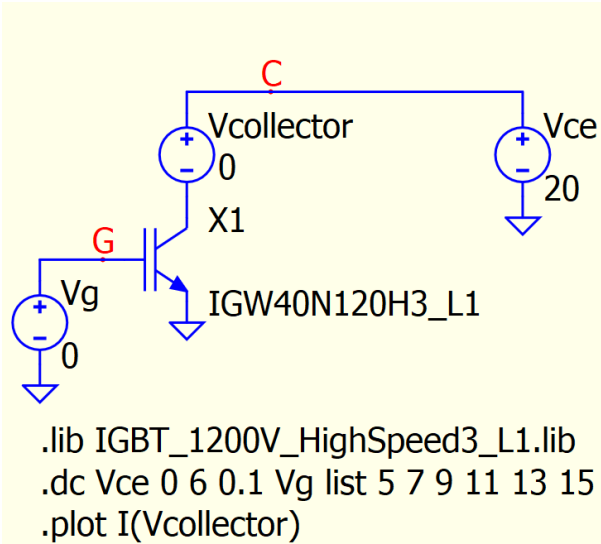 C
Vcollector
0
Vce
20
X1
G
Vg
0
IGW40N120H3_L1
.lib IGBT_1200V_HighSpeed3_L1.lib
.dc Vce 0 6 0.1 Vg list 5 7 9 11 13 15
.plot I(Vcollector)